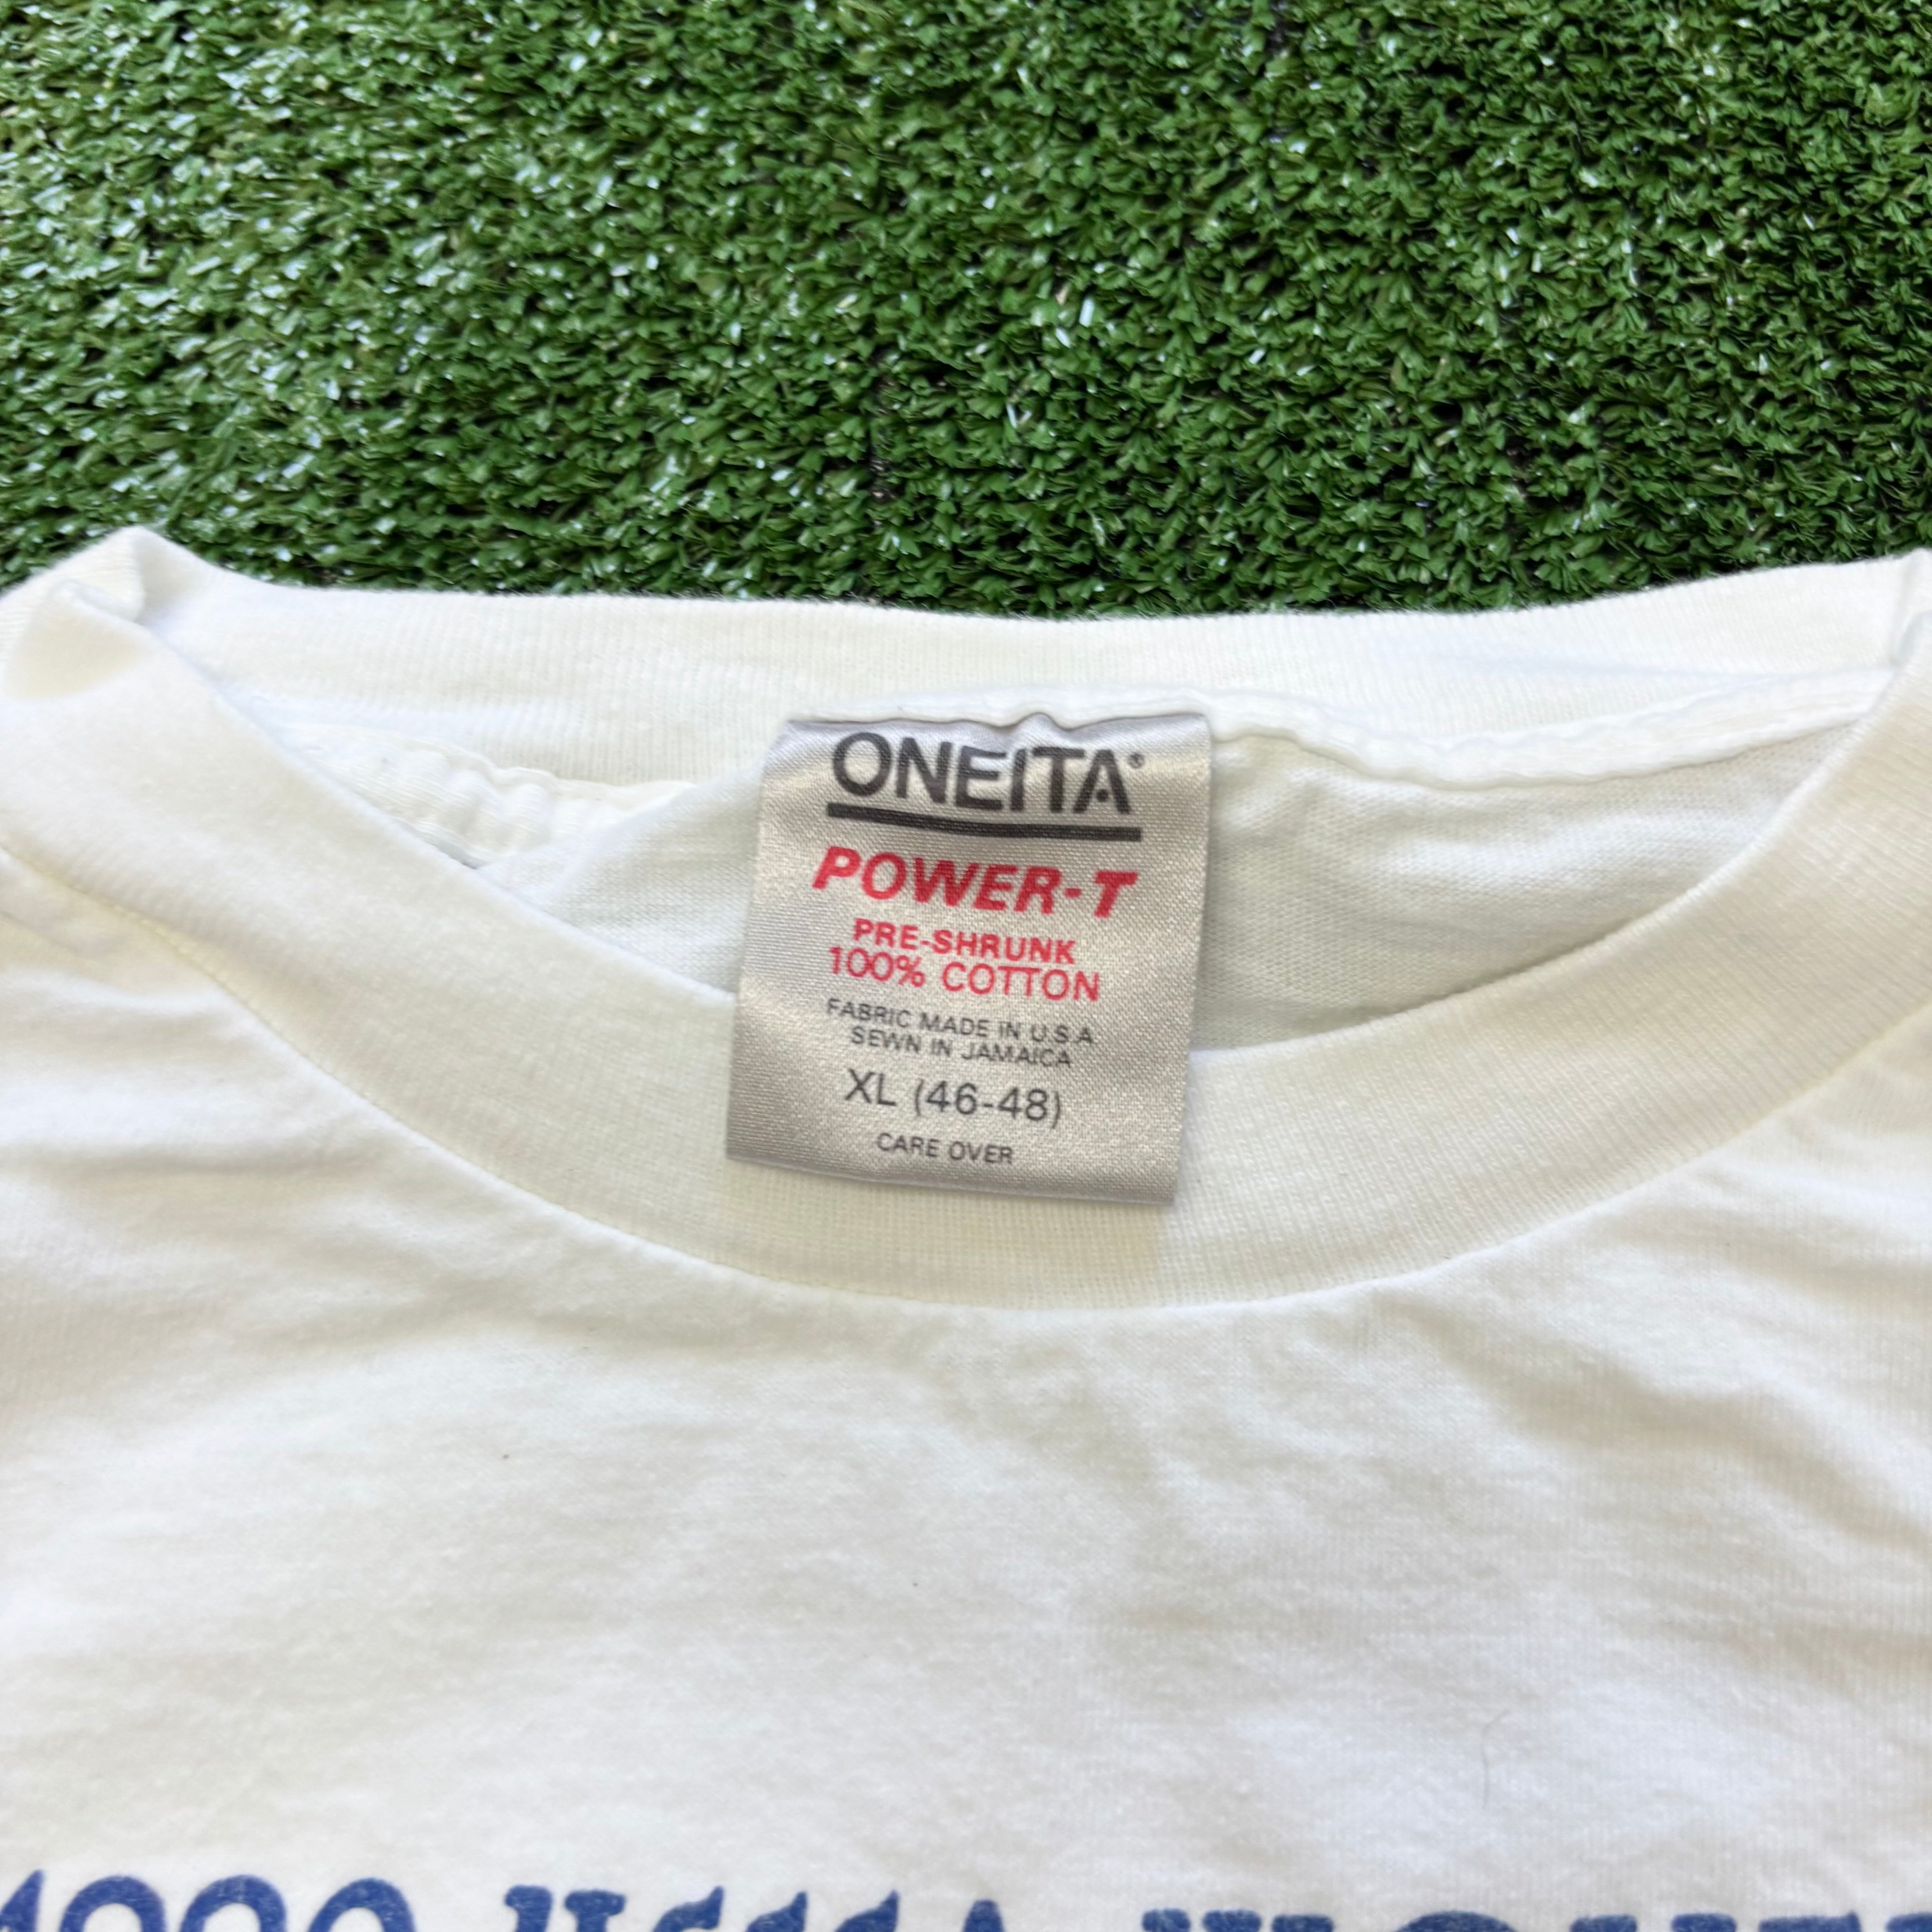 ONEITA®
POWER-T
PRE-SHRUNK
100% COTTON
FABRIC MADE IN U.S.A.
SEWN IN JAMAICA
XL (46-48)
CARE OVER